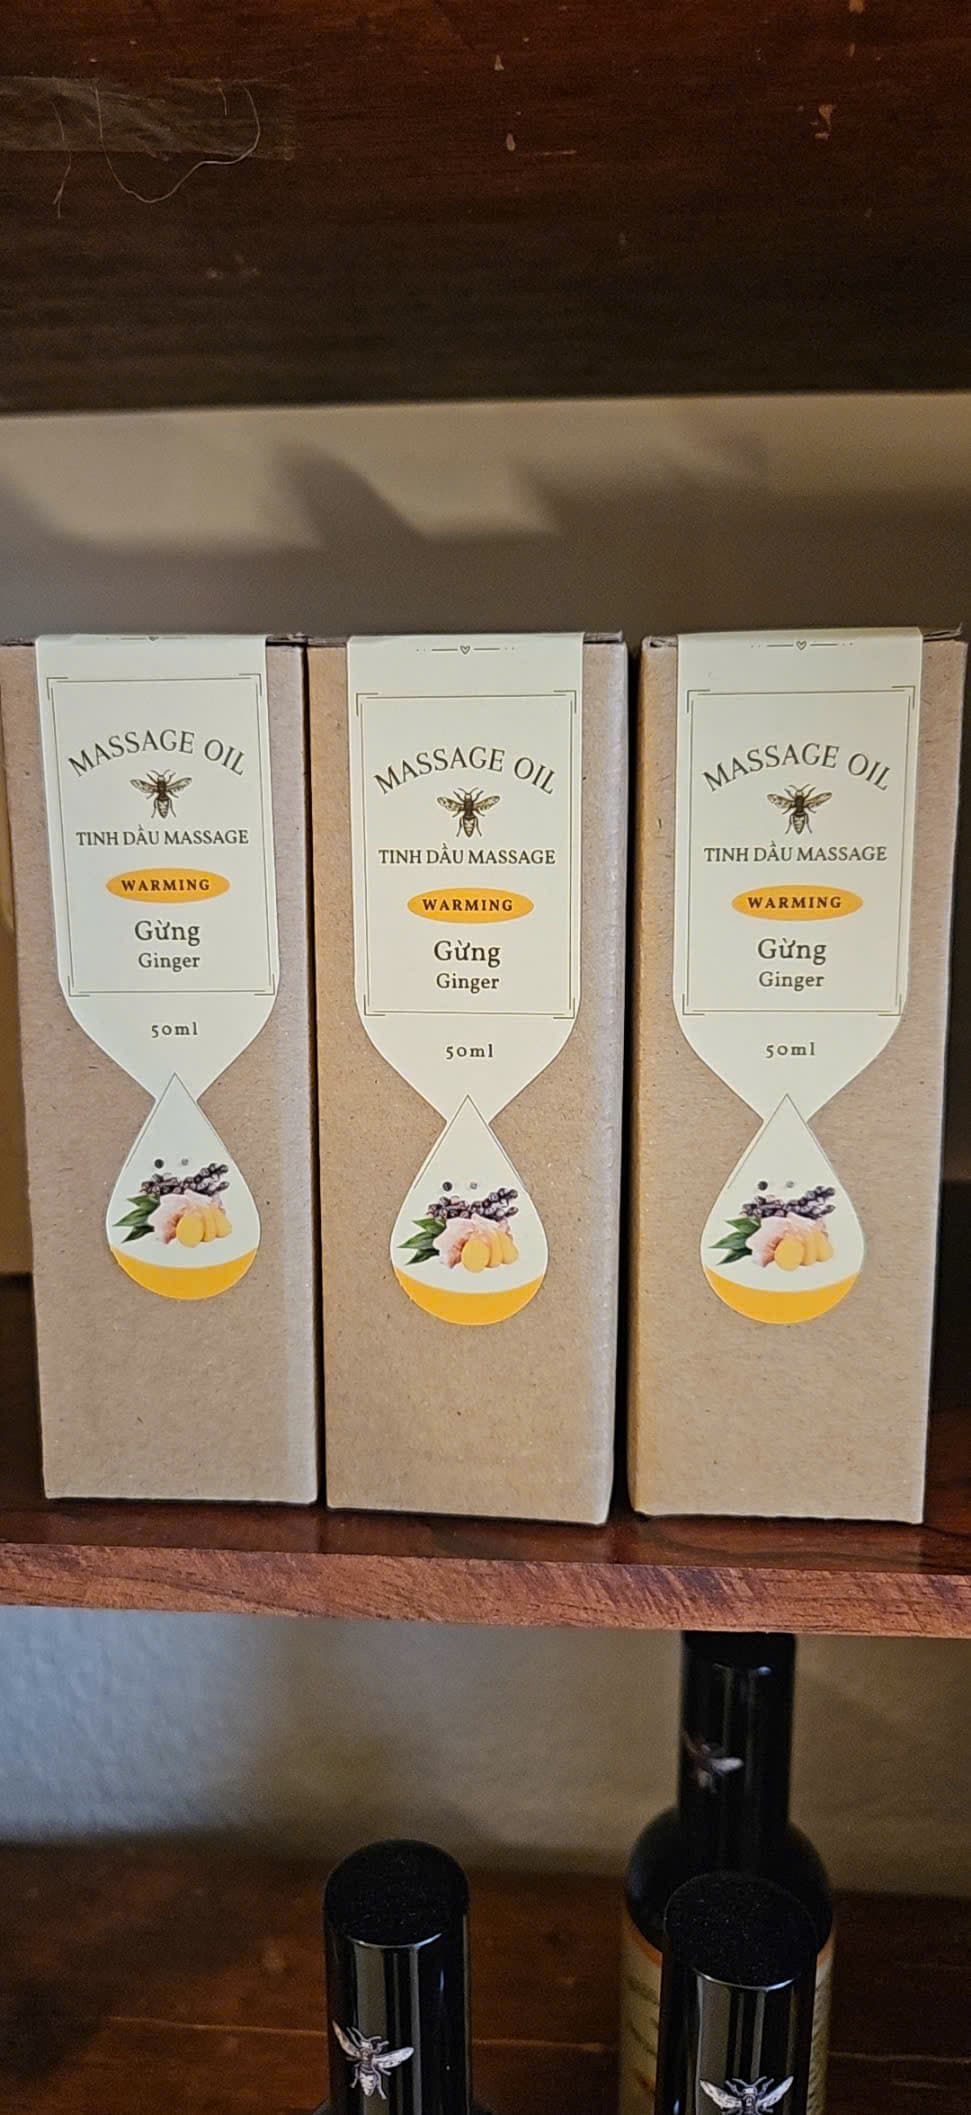 MASSAGE OIL
TINH DẦU MASSAGE
WARMING
Gừng
Ginger
50ml
MASSAGE OIL
TINH DẦU MASSAGE
WARMING
Gừng
Ginger
50ml
MASSAGE OIL
TINH DẦU MASSAGE
WARMING
Gừng
Ginger
50ml